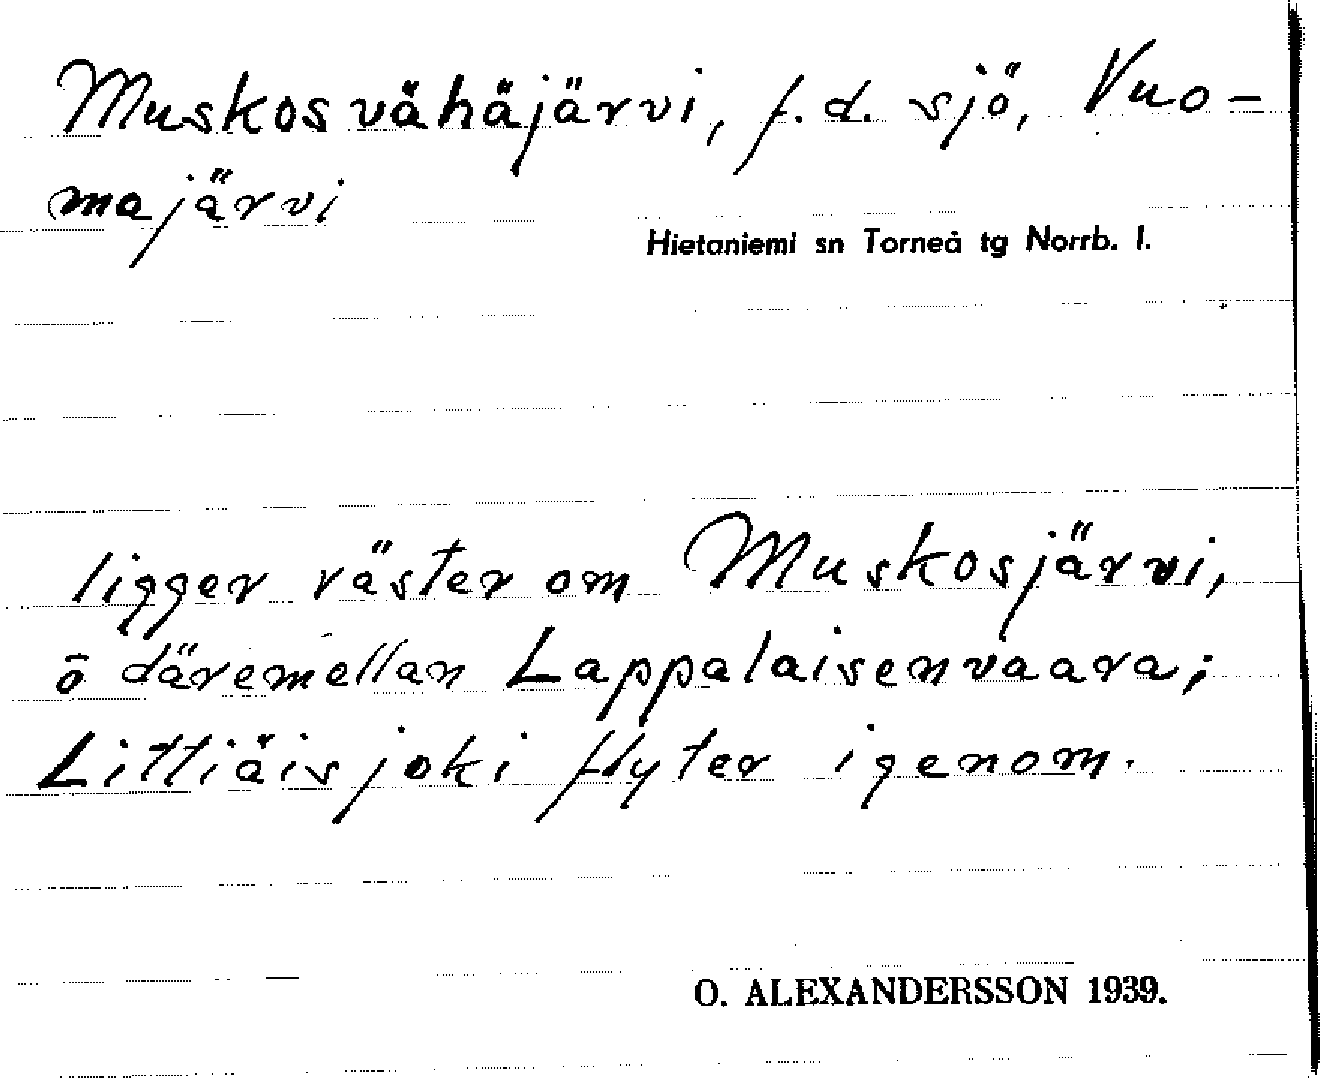 Muskosvähäjärvi, f.d. sjö, Vuo-
majärvi
Hietaniemi sn Torneå tg Norrb. l.
ligger väster om Muskosjärvi,
ō däremellan Lappalaisenvaara;
Littiäisjoki flyter igenom.
O. ALEXANDERSSON 1939.